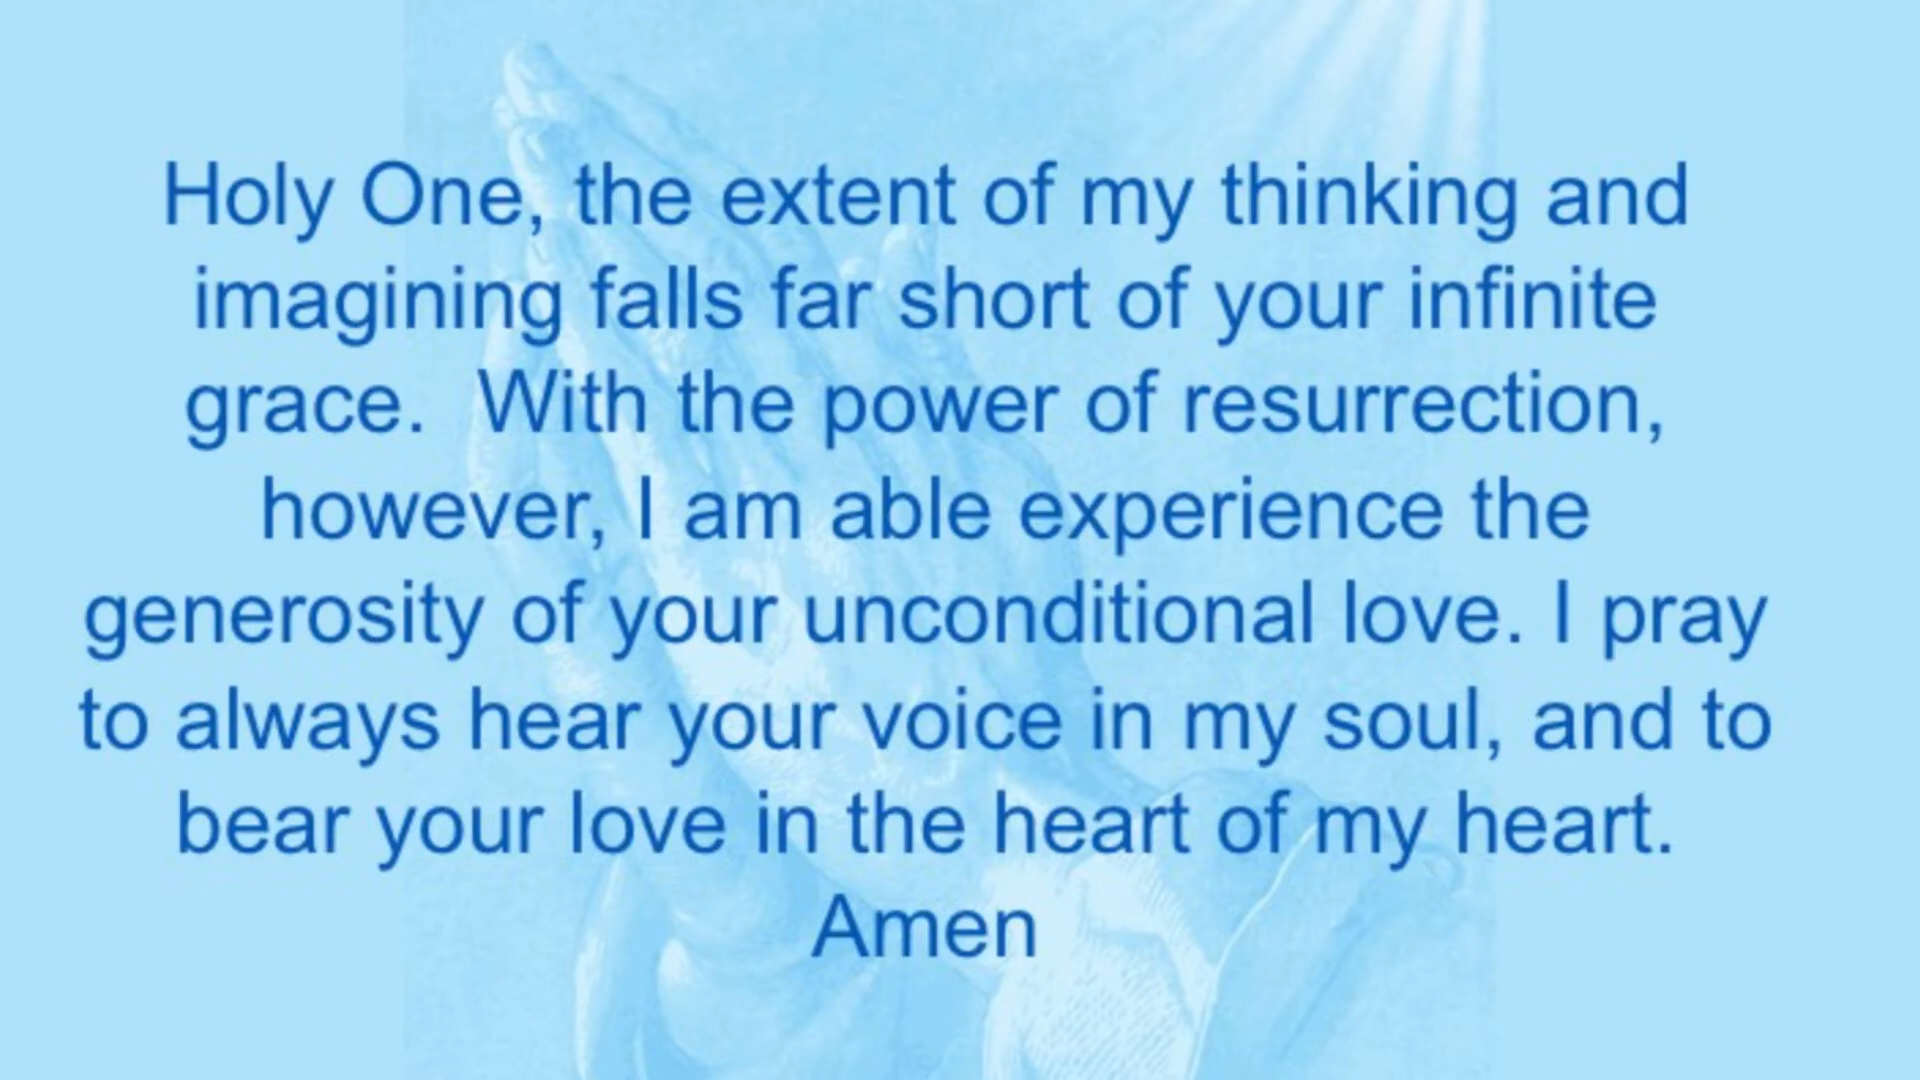 Holy One, the extent of my thinking and
imagining falls far short of your infinite
grace.  With the power of resurrection,
however, I am able experience the
generosity of your unconditional love. I pray
to always hear your voice in my soul, and to
bear your love in the heart of my heart.
Amen